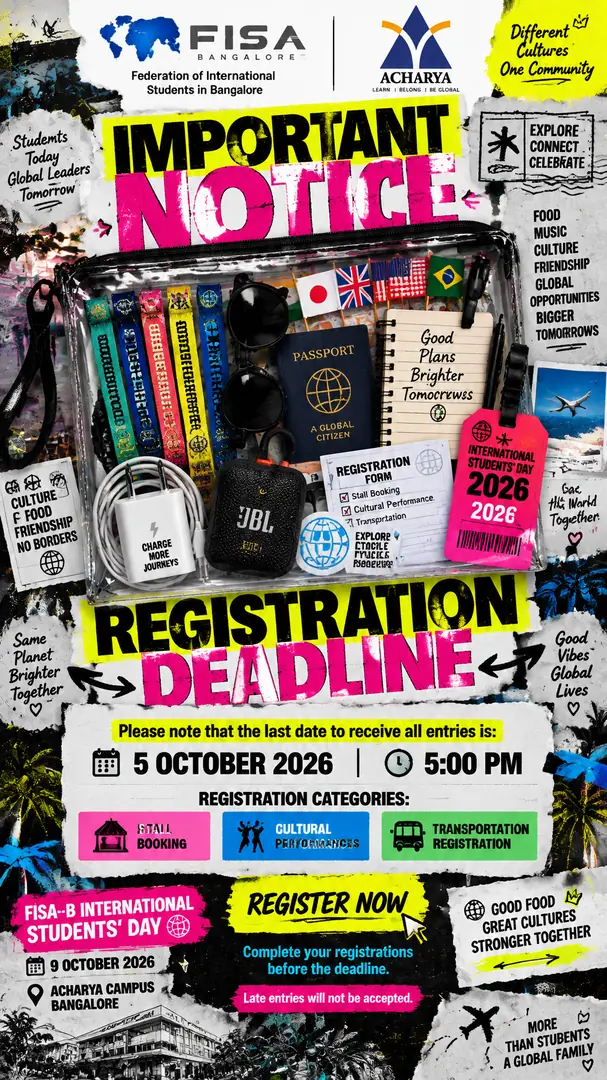 FISA
BANGALORE
Federation of International
Students in Bangalore
ACHARYA
LEARN | BELONG | BE GLOBAL
Different
Cultures
One Community
Students
Today
Global Leaders
Tomorrow
IMPORTANT
NOTICE
EXPLORE
CONNECT
CELEBRATE
FOOD
MUSIC
CULTURE
FRIENDSHIP
GLOBAL
OPPORTUNITIES
BIGGER
TOMORROWS
PASSPORT
A GLOBAL
CITIZEN
Good
Plans
Brighter
INTERNATIONAL
STUDENTS' DAY
2026
2026
REGISTRATION
FORM
Stall Booking
Cultural Performance
Transportation
JBL
CHARGE
MORE
JOURNEYS
EXPLORE
CULTURE
F FOOD
FRIENDSHIP
NO BORDERS
World
Together
REGISTRATION
DEADLINE
Same
Planet
Brighter
Together
Good
Vibes
Global
Lives
Please note that the last date to receive all entries is:
5 OCTOBER 2026 | 5:00 PM
REGISTRATION CATEGORIES:
STALL
BOOKING
CULTURAL
PERFORMANCES
TRANSPORTATION
REGISTRATION
FISA--B INTERNATIONAL
STUDENTS' DAY
9 OCTOBER 2026
ACHARYA CAMPUS
BANGALORE
REGISTER NOW
Complete your registrations
before the deadline.
Late entries will not be accepted.
GOOD FOOD
GREAT CULTURES
STRONGER TOGETHER
MORE
THAN STUDENTS
A GLOBAL FAMILY